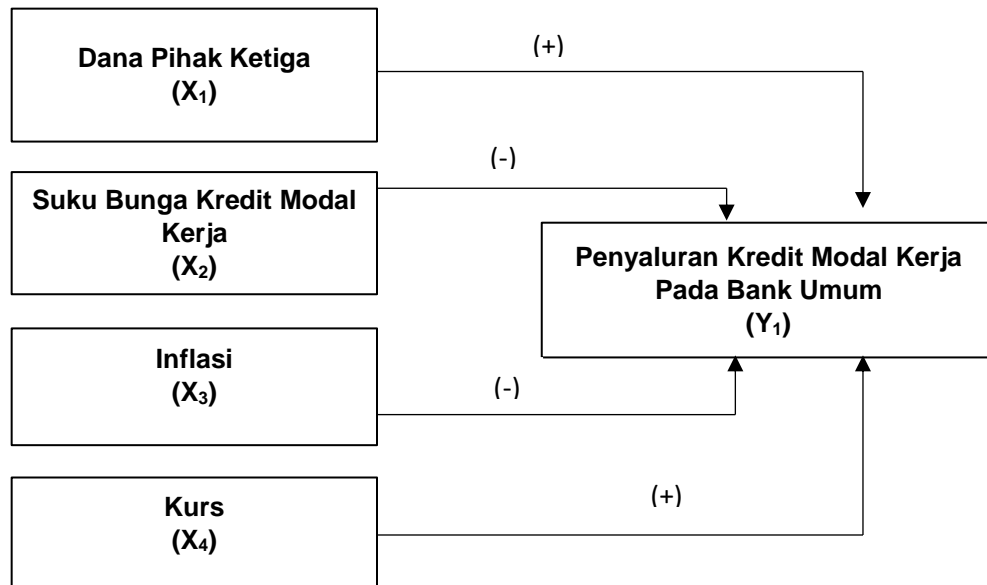 Dana Pihak Ketiga
(X₁)
(+)
Suku Bunga Kredit Modal
Kerja
(X₂)
(-)
Penyaluran Kredit Modal Kerja
Pada Bank Umum
(Y₁)
Inflasi
(X₃)
(-)
Kurs
(X₄)
(+)